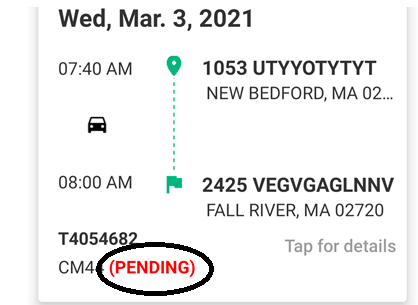 Wed, Mar. 3, 2021
07:40 AM
1053 UTYYOTYTYT
NEW BEDFORD, MA 02...
08:00 AM
2425 VEGVGAGLNNV
FALL RIVER, MA 02720
T4054682
Tap for details
(PENDING)